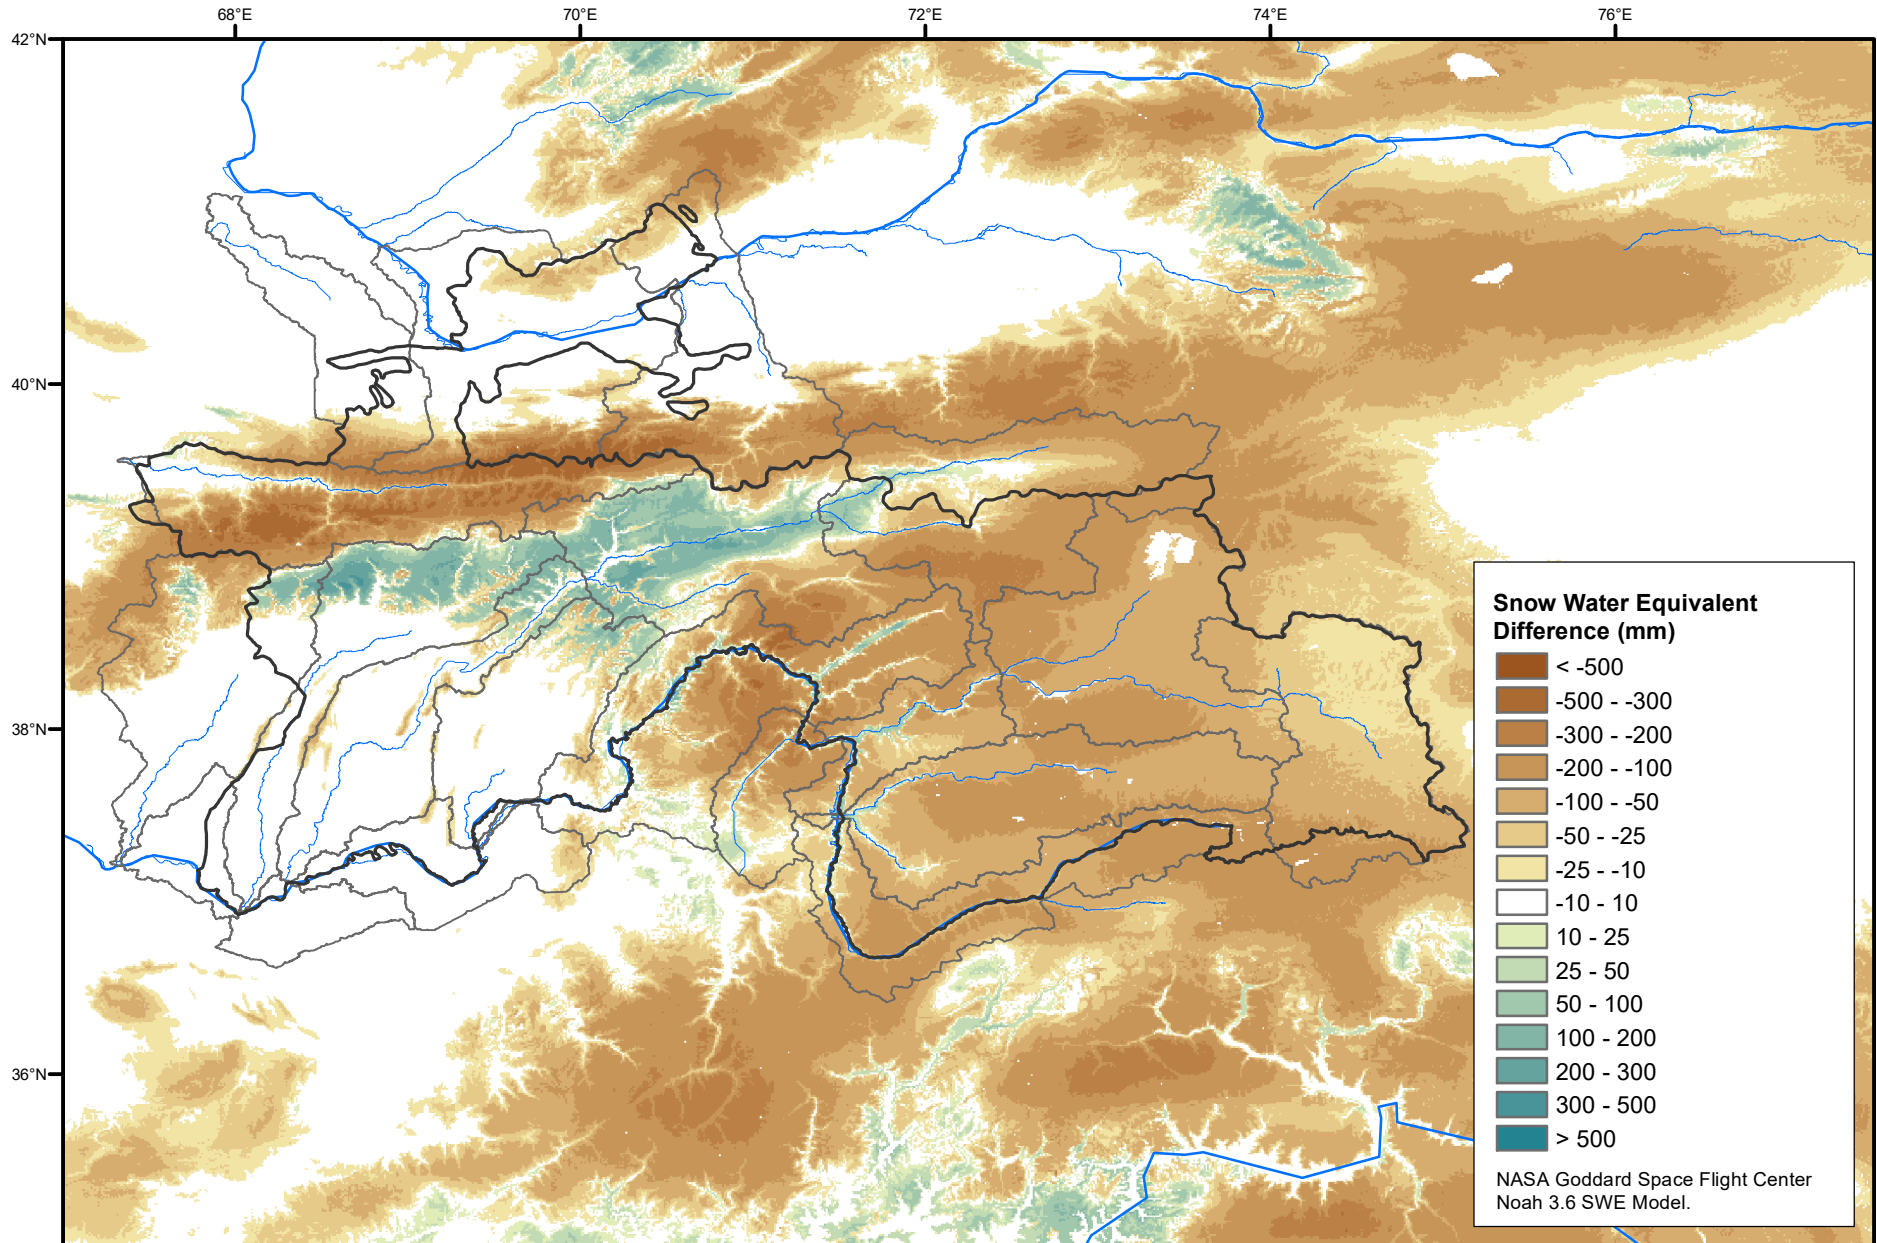 68°E 70°E 72°E 74°E 76°E
42°N
40°N
38°N
36°N
Snow Water Equivalent
Difference (mm)
< -500
-500 - -300
-300 - -200
-200 - -100
-100 - -50
-50 - -25
-25 - -10
-10 - 10
10 - 25
25 - 50
50 - 100
100 - 200
200 - 300
300 - 500
> 500
NASA Goddard Space Flight Center
Noah 3.6 SWE Model.